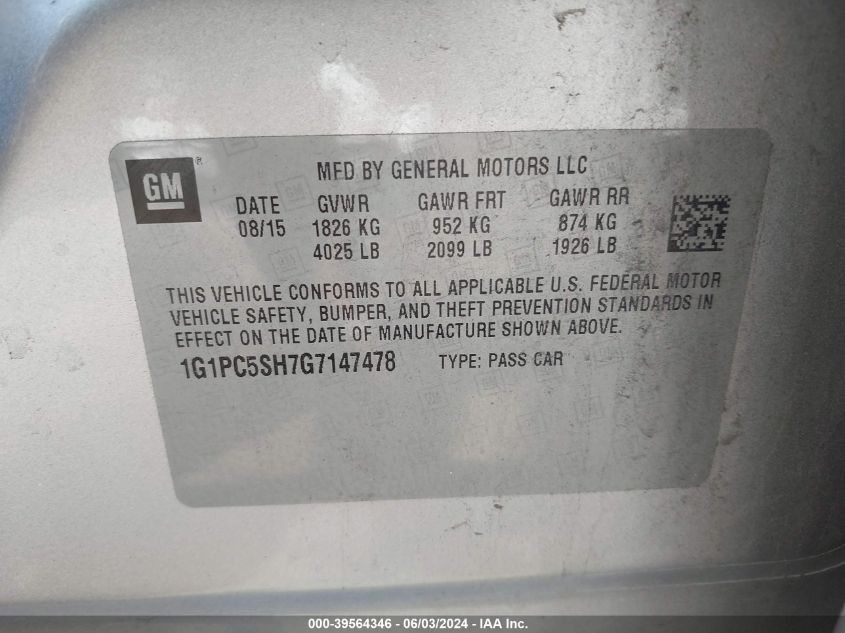 GM ®
MFD BY GENERAL MOTORS LLC
DATE GVWR GAWR FRT GAWR RR
08/15 1826 KG 952 KG 874 KG
4025 LB 2099 LB 1926 LB
THIS VEHICLE CONFORMS TO ALL APPLICABLE U.S. FEDERAL MOTOR
VEHICLE SAFETY, BUMPER, AND THEFT PREVENTION STANDARDS IN
EFFECT ON THE DATE OF MANUFACTURE SHOWN ABOVE.
1G1PC5SH7G7147478 TYPE: PASS CAR
000-39564346 - 06/03/2024 - IAA Inc.